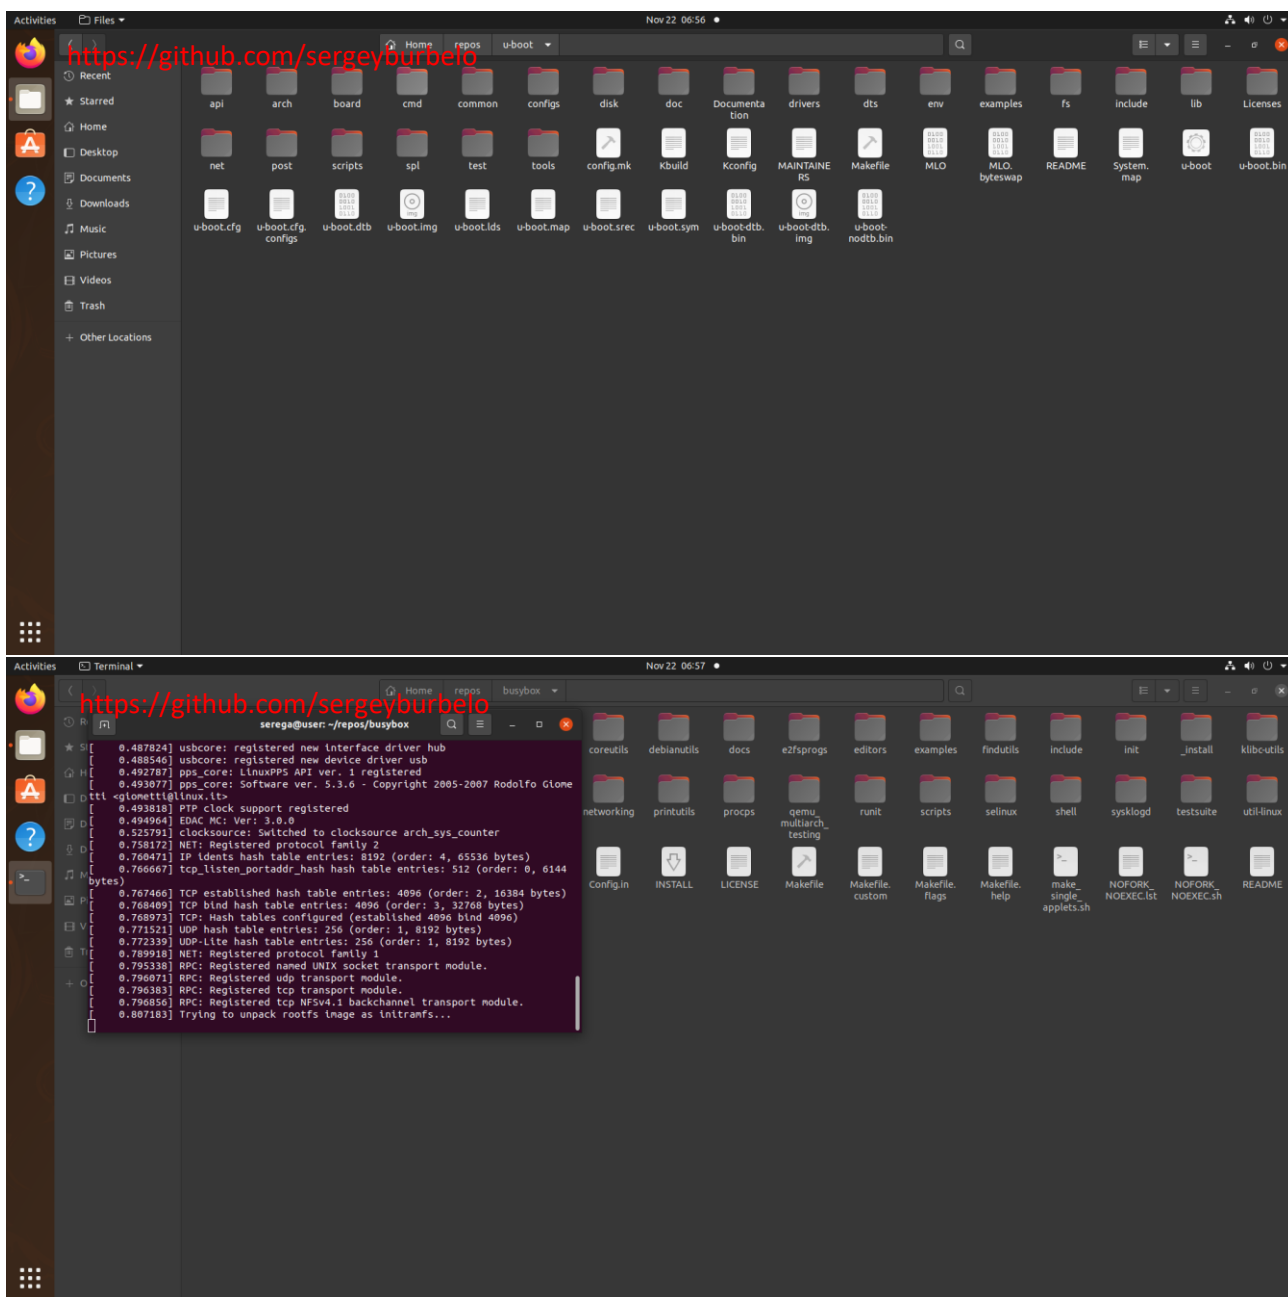 Activities Files Nov 22 06:56
Home repos u-boot
https://github.com/sergeyburbelo
Recent
Starred
Home
Desktop
Documents
Downloads
Music
Pictures
Videos
Trash
+ Other Locations
api arch board cmd common configs disk doc Documenta drivers dts env examples fs include lib Licenses
tion
net post scripts spl test tools config.mk Kbuild Kconfig MAINTAINE Makefile MLO MLO. README System. u-boot u-boot.bin
RS byteswap map
u-boot.cfg u-boot.cfg. u-boot.dtb u-boot.img u-boot.lds u-boot.map u-boot.srec u-boot.sym u-boot-dtb. u-boot-dtb. u-boot-
configs bin img nodtb.bin
Activities Terminal Nov 22 06:57
Home repos busybox
https://github.com/sergeyburbelo
serega@user: ~/repos/busybox
[ 0.487824] usbcore: registered new interface driver hub
[ 0.488546] usbcore: registered new device driver usb
[ 0.492787] pps_core: LinuxPPS API ver. 1 registered
[ 0.493077] pps_core: Software ver. 5.3.6 - Copyright 2005-2007 Rodolfo Giome
tti <giometti@linux.it>
[ 0.493818] PTP clock support registered
[ 0.494964] EDAC MC: Ver: 3.0.0
[ 0.525791] clocksource: Switched to clocksource arch_sys_counter
[ 0.758172] NET: Registered protocol family 2
[ 0.760471] IP idents hash table entries: 8192 (order: 4, 65536 bytes)
[ 0.766667] tcp_listen_portaddr_hash hash table entries: 512 (order: 0, 6144
bytes)
[ 0.767466] TCP established hash table entries: 4096 (order: 2, 16384 bytes)
[ 0.768409] TCP bind hash table entries: 4096 (order: 3, 32768 bytes)
[ 0.768973] TCP: Hash tables configured (established 4096 bind 4096)
[ 0.771521] UDP hash table entries: 256 (order: 1, 8192 bytes)
[ 0.772339] UDP-Lite hash table entries: 256 (order: 1, 8192 bytes)
[ 0.789918] NET: Registered protocol family 1
[ 0.795338] RPC: Registered named UNIX socket transport module.
[ 0.796071] RPC: Registered udp transport module.
[ 0.796383] RPC: Registered tcp transport module.
[ 0.796856] RPC: Registered tcp NFSv4.1 backchannel transport module.
[ 0.807183] Trying to unpack rootfs image as initramfs...
coreutils debianutils docs e2fsprogs editors examples findutils include init _install klibc-utils
networking printutils procps qemu_ runit scripts selinux shell sysklogd testsuite util-linux
multiarch_
testing
Config.in INSTALL LICENSE Makefile Makefile. Makefile. Makefile. make_ NOFORK_ NOFORK_ README
custom flags help single_ NOEXEC.lst NOEXEC.sh
applets.sh